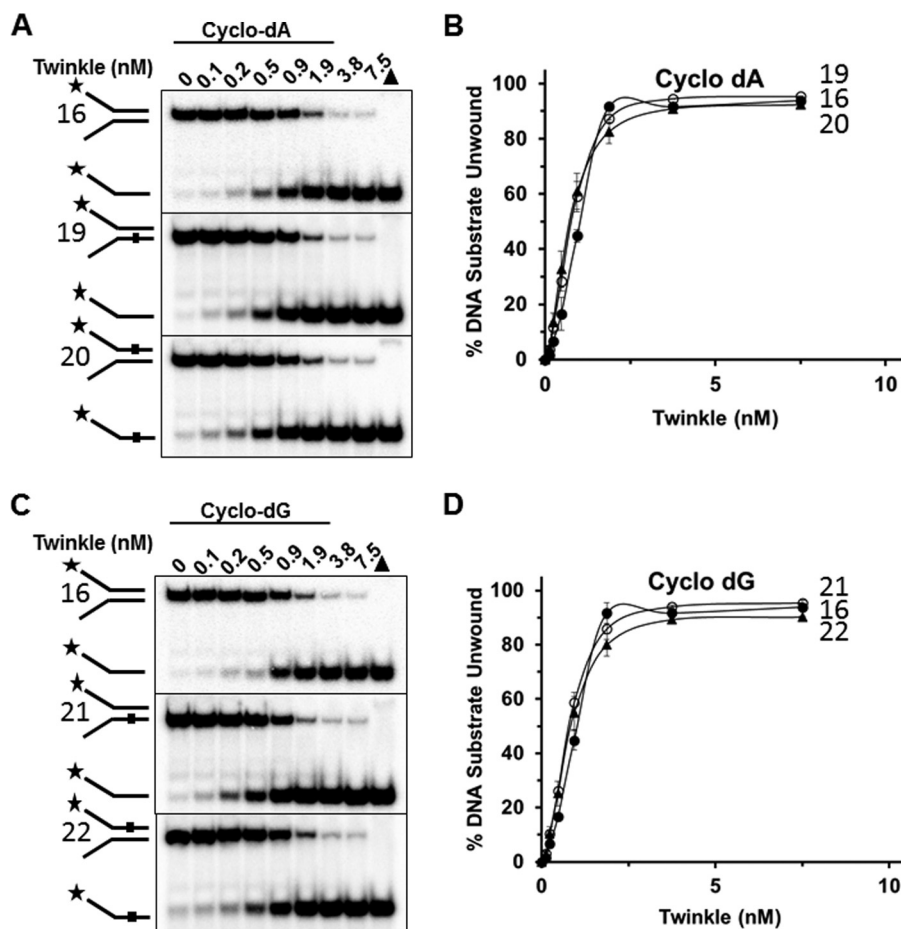 A
Cyclo-dA
Twinkle (nM)
0 0.1 0.2 0.5 0.9 1.9 3.8 7.5
16
19
20
B
Cyclo dA
% DNA Substrate Unwound
100
80
60
40
20
0
0 5 10
Twinkle (nM)
19
16
20
C
Cyclo-dG
Twinkle (nM)
0 0.1 0.2 0.5 0.9 1.9 3.8 7.5
16
21
22
D
Cyclo dG
% DNA Substrate Unwound
100
80
60
40
20
0
0 5 10
Twinkle (nM)
21
16
22